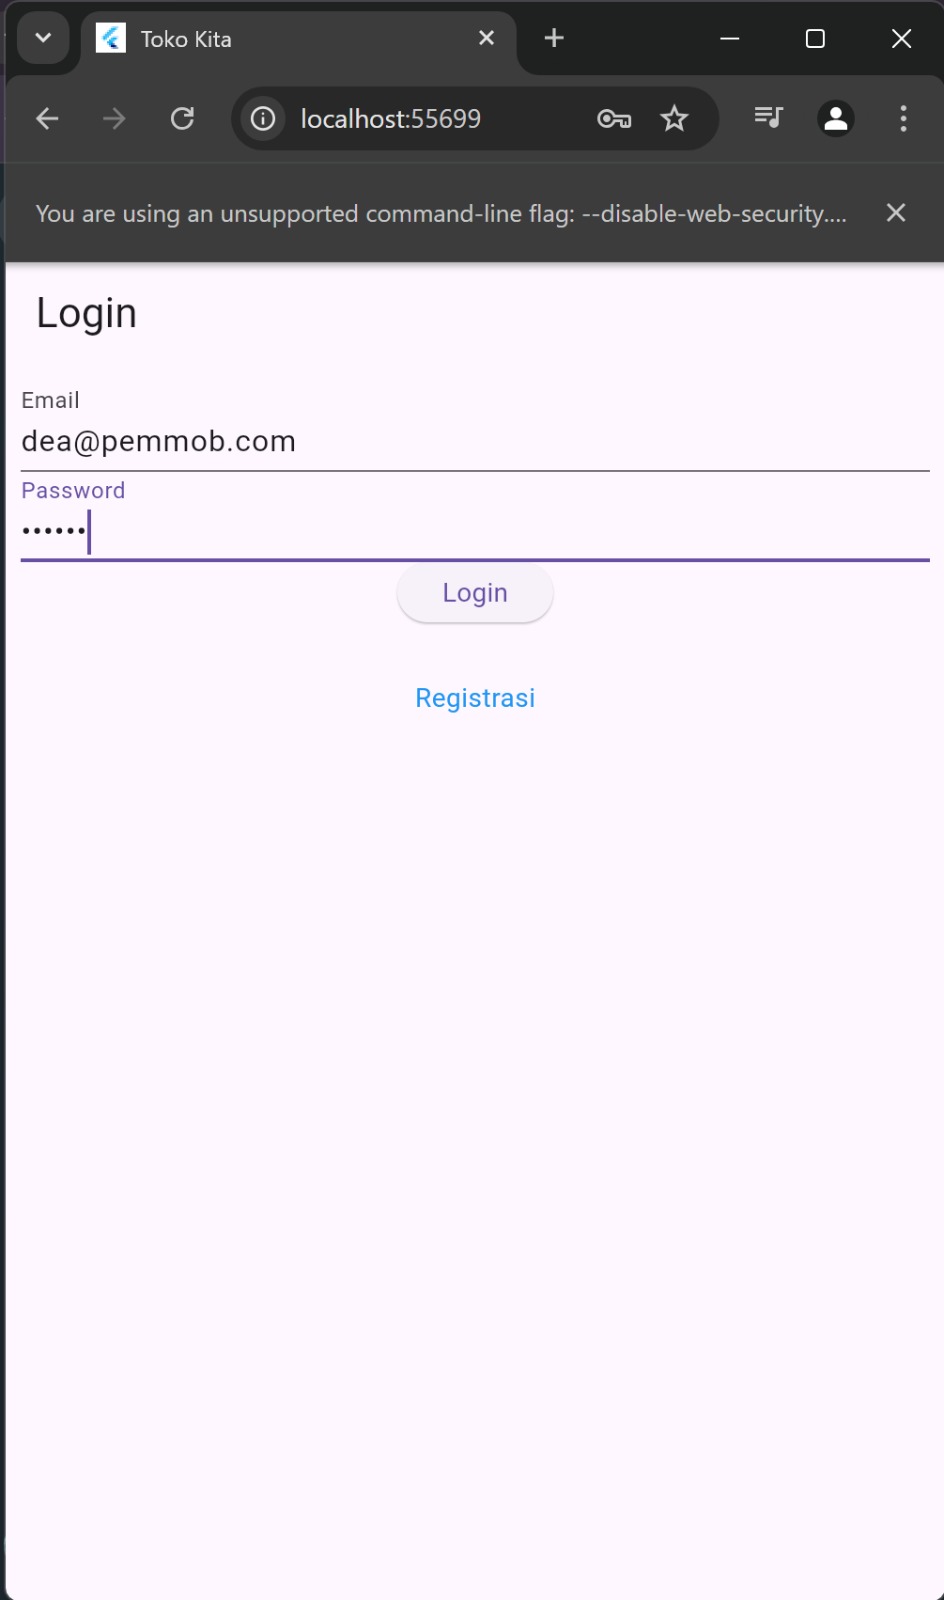 Toko Kita
localhost:55699
You are using an unsupported command-line flag: --disable-web-security....
Login
Email
dea@pemmob.com
Password
••••••
Login
Registrasi